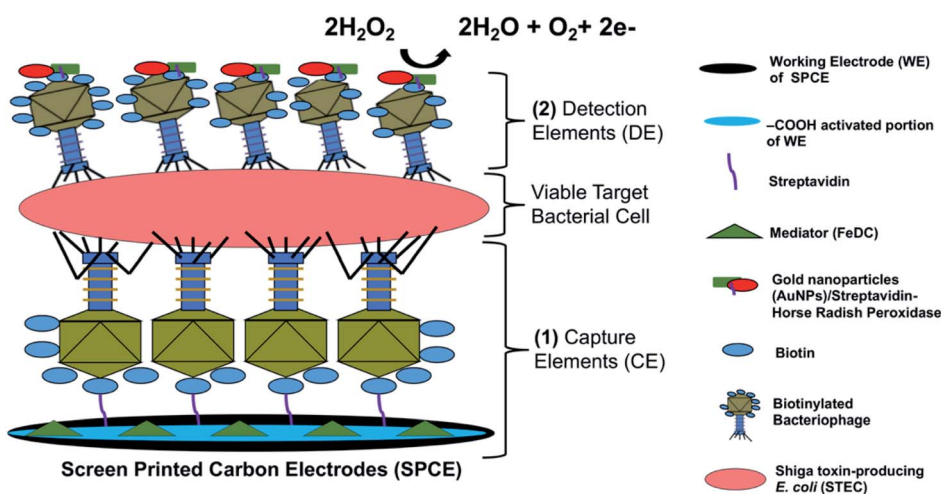 2H₂O₂ 2H₂O + O₂+ 2e-
(2) Detection
Elements (DE)
Viable Target
Bacterial Cell
(1) Capture
Elements (CE)
Screen Printed Carbon Electrodes (SPCE)
Working Electrode (WE)
of SPCE
–COOH activated portion
of WE
Streptavidin
Mediator (FeDC)
Gold nanoparticles
(AuNPs)/Streptavidin-
Horse Radish Peroxidase
Biotin
Biotinylated
Bacteriophage
Shiga toxin-producing
E. coli (STEC)